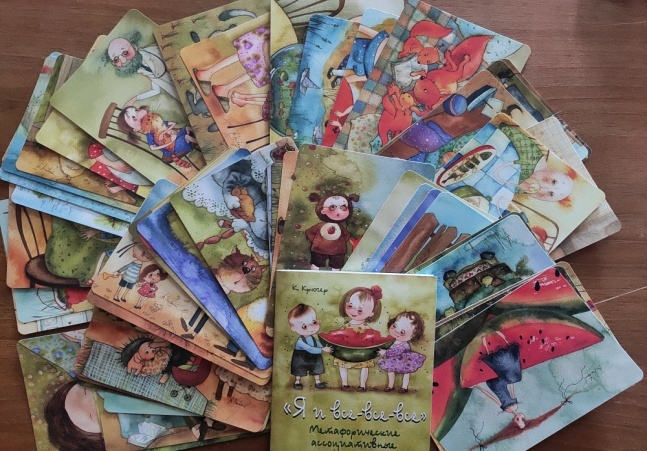 К. Крюгер
«Я и все-все-все»
Метафорические
ассоциативные